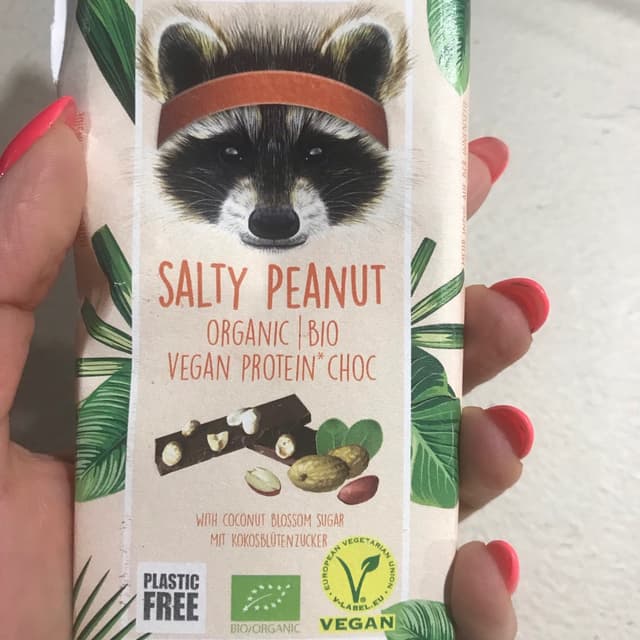 SALTY PEANUT
ORGANIC | BIO
VEGAN PROTEIN* CHOC
WITH COCONUT BLOSSOM SUGAR
MIT KOKOSBLÜTENZUCKER
PLASTIC
FREE
BIO/ORGANIC
EUROPEAN VEGETARIAN UNION
V-LABEL.EU
VEGAN